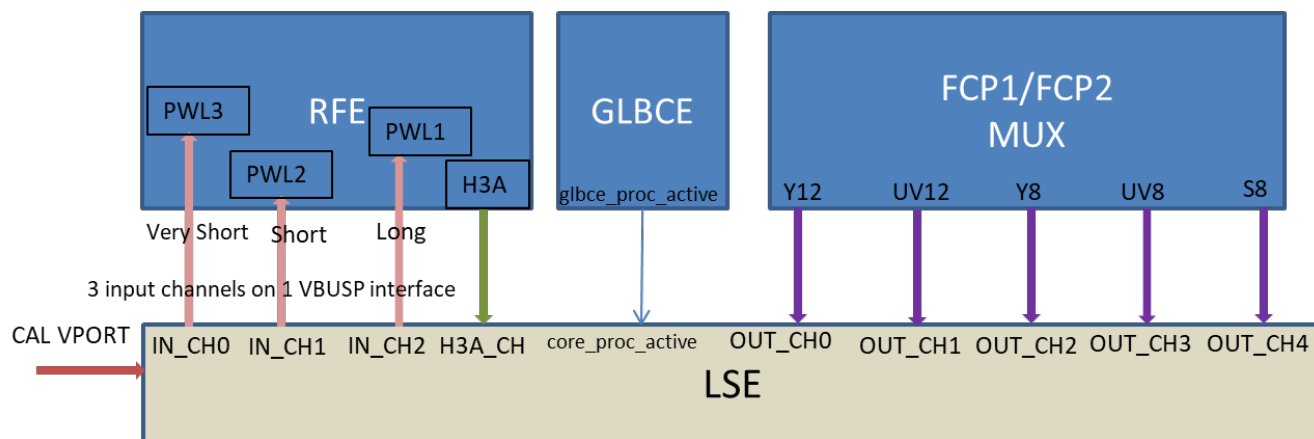 RFE
PWL3
PWL2
PWL1
H3A
GLBCE
glbce_proc_active
FCP1/FCP2
MUX
Y12
UV12
Y8
UV8
S8
Very Short
Short
Long
3 input channels on 1 VBUSP interface
CAL VPORT
IN_CH0
IN_CH1
IN_CH2
H3A_CH
core_proc_active
OUT_CH0
OUT_CH1
OUT_CH2
OUT_CH3
OUT_CH4
LSE